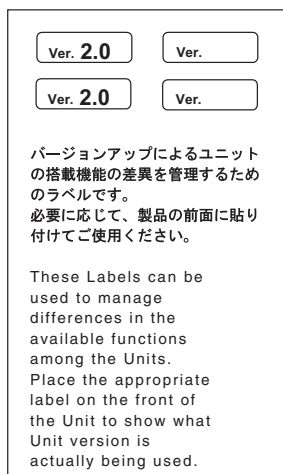 Ver. 2.0 Ver.
Ver. 2.0 Ver.
バージョンアップによるユニット
の搭載機能の差異を管理するため
のラベルです。
必要に応じて、製品の前面に貼り
付けてご使用ください。
These Labels can be
used to manage
differences in the
available functions
among the Units.
Place the appropriate
label on the front of
the Unit to show what
Unit version is
actually being used.